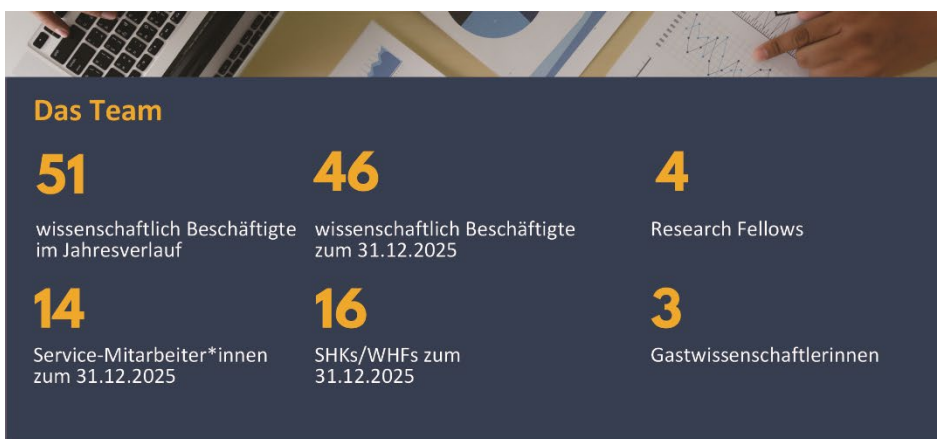 Das Team
51
wissenschaftlich Beschäftigte
im Jahresverlauf
46
wissenschaftlich Beschäftigte
zum 31.12.2025
4
Research Fellows
14
Service-Mitarbeiter*innen
zum 31.12.2025
16
SHKs/WHFs zum
31.12.2025
3
Gastwissenschaftlerinnen